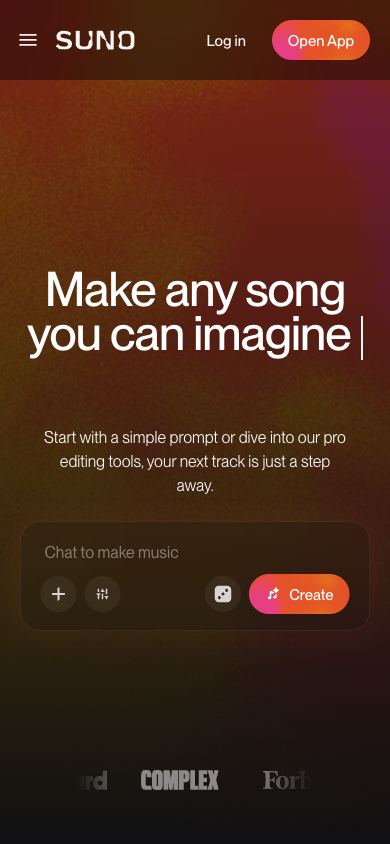 SUNO
Log in
Open App
Make any song
you can imagine
Start with a simple prompt or dive into our pro
editing tools, your next track is just a step
away.
Chat to make music
Create
COMPLEX